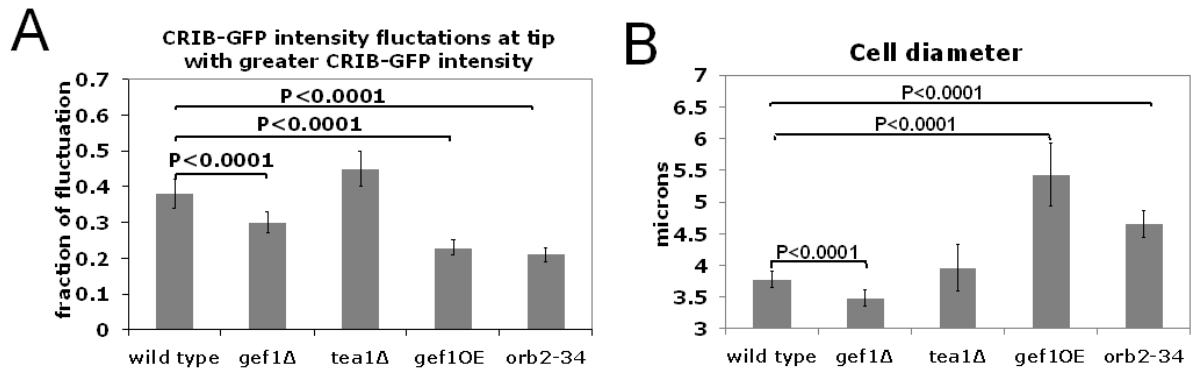 A
CRIB-GFP intensity fluctations at tip
with greater CRIB-GFP intensity
fraction of fluctuation
0.7
0.6
0.5
0.4
0.3
0.2
0.1
0
P<0.0001
P<0.0001
P<0.0001
wild type gef1Δ tea1Δ gef1OE orb2-34
B
Cell diameter
microns
7
6.5
6
5.5
5
4.5
4
3.5
3
P<0.0001
P<0.0001
P<0.0001
wild type gef1Δ tea1Δ gef1OE orb2-34